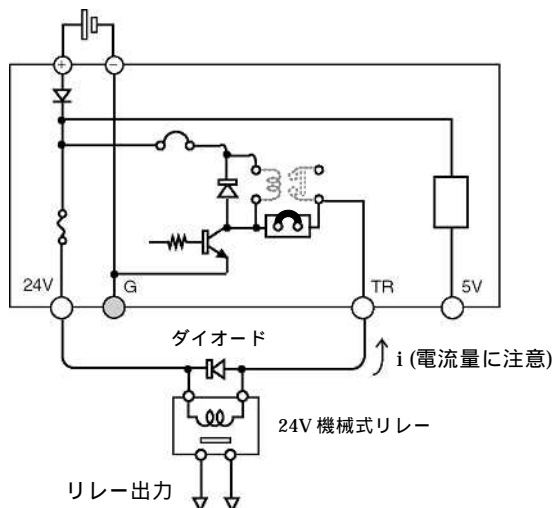 + −
24V G TR 5V
ダイオード
i (電流量に注意)
24V 機械式リレー
リレー出力